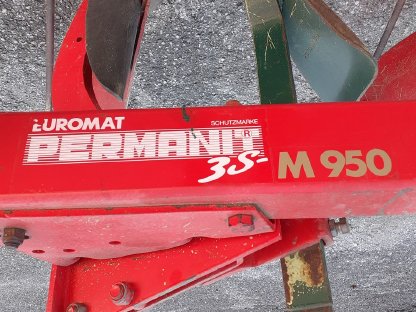 EUROMAT
SCHUTZMARKE
PERMANIT R
3S- M 950